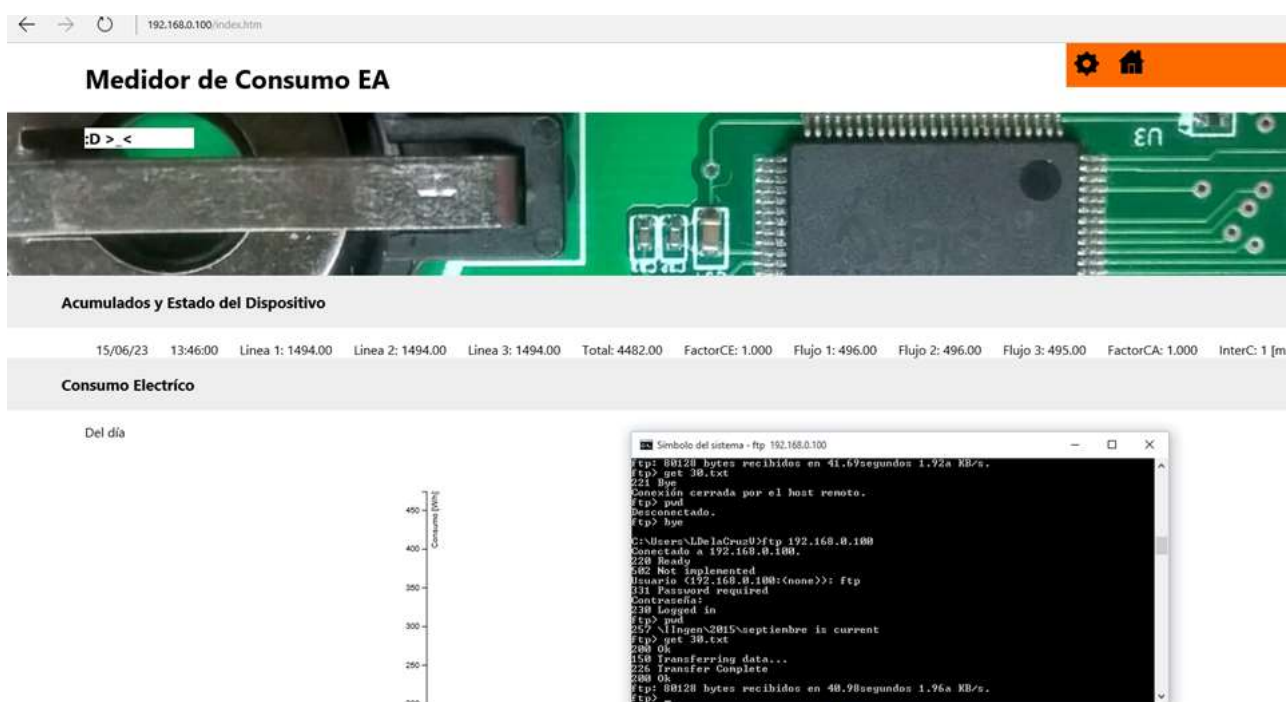 192.168.0.100/index.htm
Medidor de Consumo EA
:D >_<
U3
Acumulados y Estado del Dispositivo
15/06/23 13:46:00 Linea 1: 1494.00 Linea 2: 1494.00 Linea 3: 1494.00 Total: 4482.00 FactorCE: 1.000 Flujo 1: 496.00 Flujo 2: 496.00 Flujo 3: 495.00 FactorCA: 1.000 InterC: 1 [m
Consumo Electríco
Del día
450
Consumo [Wh]
400
350
300
250
Símbolo del sistema - ftp 192.168.0.100
ftp: 80128 bytes recibidos en 41.69segundos 1.92a KB/s.
ftp> get 30.txt
221 Bye
Conexión cerrada por el host remoto.
ftp> pwd
Desconectado.
ftp> bye
C:\Users\LDelaCruzV>ftp 192.168.0.100
Conectado a 192.168.0.100.
220 Ready
502 Not implemented
Usuario (192.168.0.100:(none)): ftp
331 Password required
Contraseña:
230 Logged in
ftp> pwd
257 \IIngen\2015\septiembre is current
ftp> get 30.txt
200 Ok
150 Transferring data...
226 Transfer Complete
200 Ok
ftp: 80128 bytes recibidos en 40.98segundos 1.96a KB/s.
ftp> _